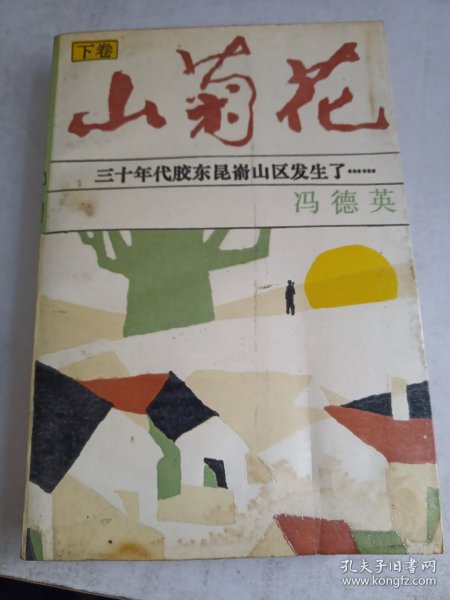 下卷
山菊花
三十年代胶东昆嵛山区发生了……
冯德英
孔夫子旧书网
www.kongfz.com